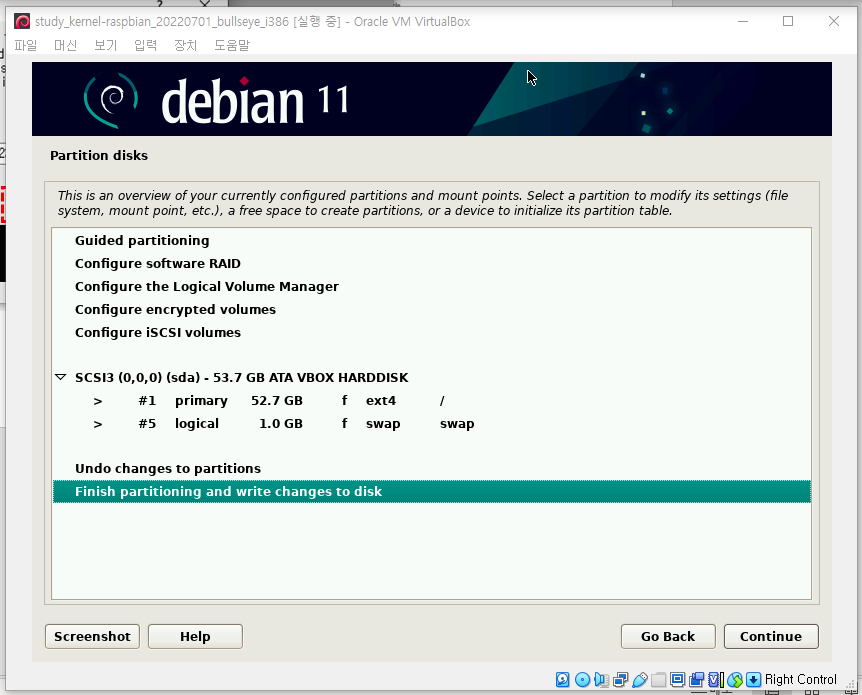 study_kernel-raspbian_20220701_bullseye_i386 [실행 중] - Oracle VM VirtualBox
파일 머신 보기 입력 장치 도움말
debian 11
Partition disks
This is an overview of your currently configured partitions and mount points. Select a partition to modify its settings (file
system, mount point, etc.), a free space to create partitions, or a device to initialize its partition table.
Guided partitioning
Configure software RAID
Configure the Logical Volume Manager
Configure encrypted volumes
Configure iSCSI volumes
SCSI3 (0,0,0) (sda) - 53.7 GB ATA VBOX HARDDISK
> #1 primary 52.7 GB f ext4 /
> #5 logical 1.0 GB f swap swap
Undo changes to partitions
Finish partitioning and write changes to disk
Screenshot Help Go Back Continue
Right Control